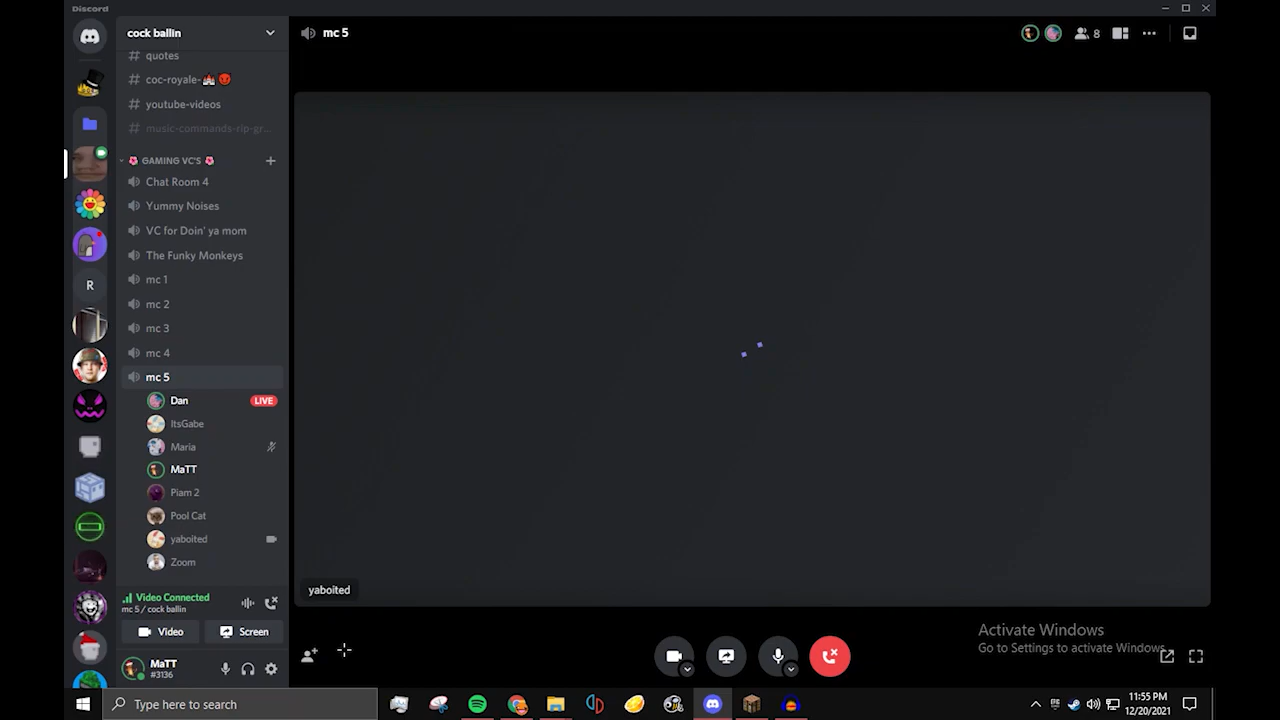 Discord
cock ballin
quotes
coc-royale-🏰😈
youtube-videos
music-commands-rip-gr...
🌸 GAMING VC'S 🌸
Chat Room 4
Yummy Noises
VC for Doin' ya mom
The Funky Monkeys
mc 1
mc 2
mc 3
mc 4
mc 5
Dan LIVE
ItsGabe
Maria
MaTT
Piam 2
Pool Cat
yaboited
Zoom
Video Connected
mc 5 / cock ballin
Video Screen
MaTT
#3136
R
mc 5
8
yaboited
Activate Windows
Go to Settings to activate Windows.
Type here to search
11:55 PM
12/20/2021